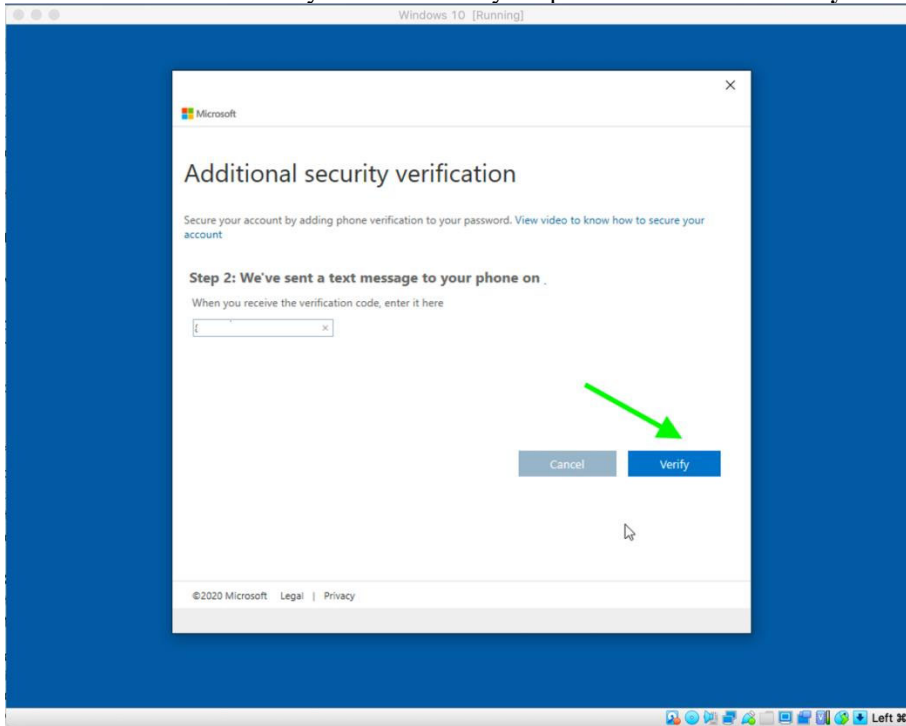 Windows 10 [Running]
Microsoft
Additional security verification
Secure your account by adding phone verification to your password. View video to know how to secure your
account
Step 2: We've sent a text message to your phone on
When you receive the verification code, enter it here
Cancel
Verify
©2020 Microsoft Legal | Privacy
Left ⌘